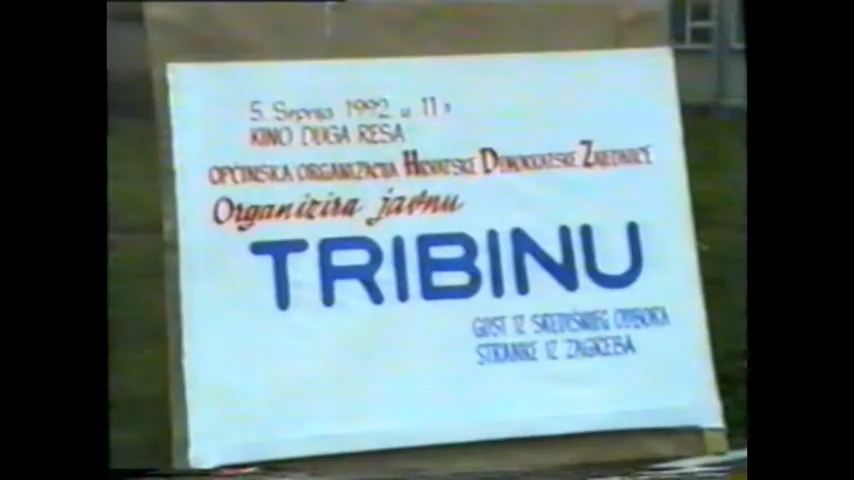 5. Srpnja 1992 u 11 h
KINO DUGA RESA
OPĆINSKA ORGANIZACIJA HRVATSKE DEMOKRATSKE ZAJEDNICE
Organizira javnu
TRIBINU
GOST IZ SREDIŠNJEG ODBORA
STRANKE IZ ZAGREBA